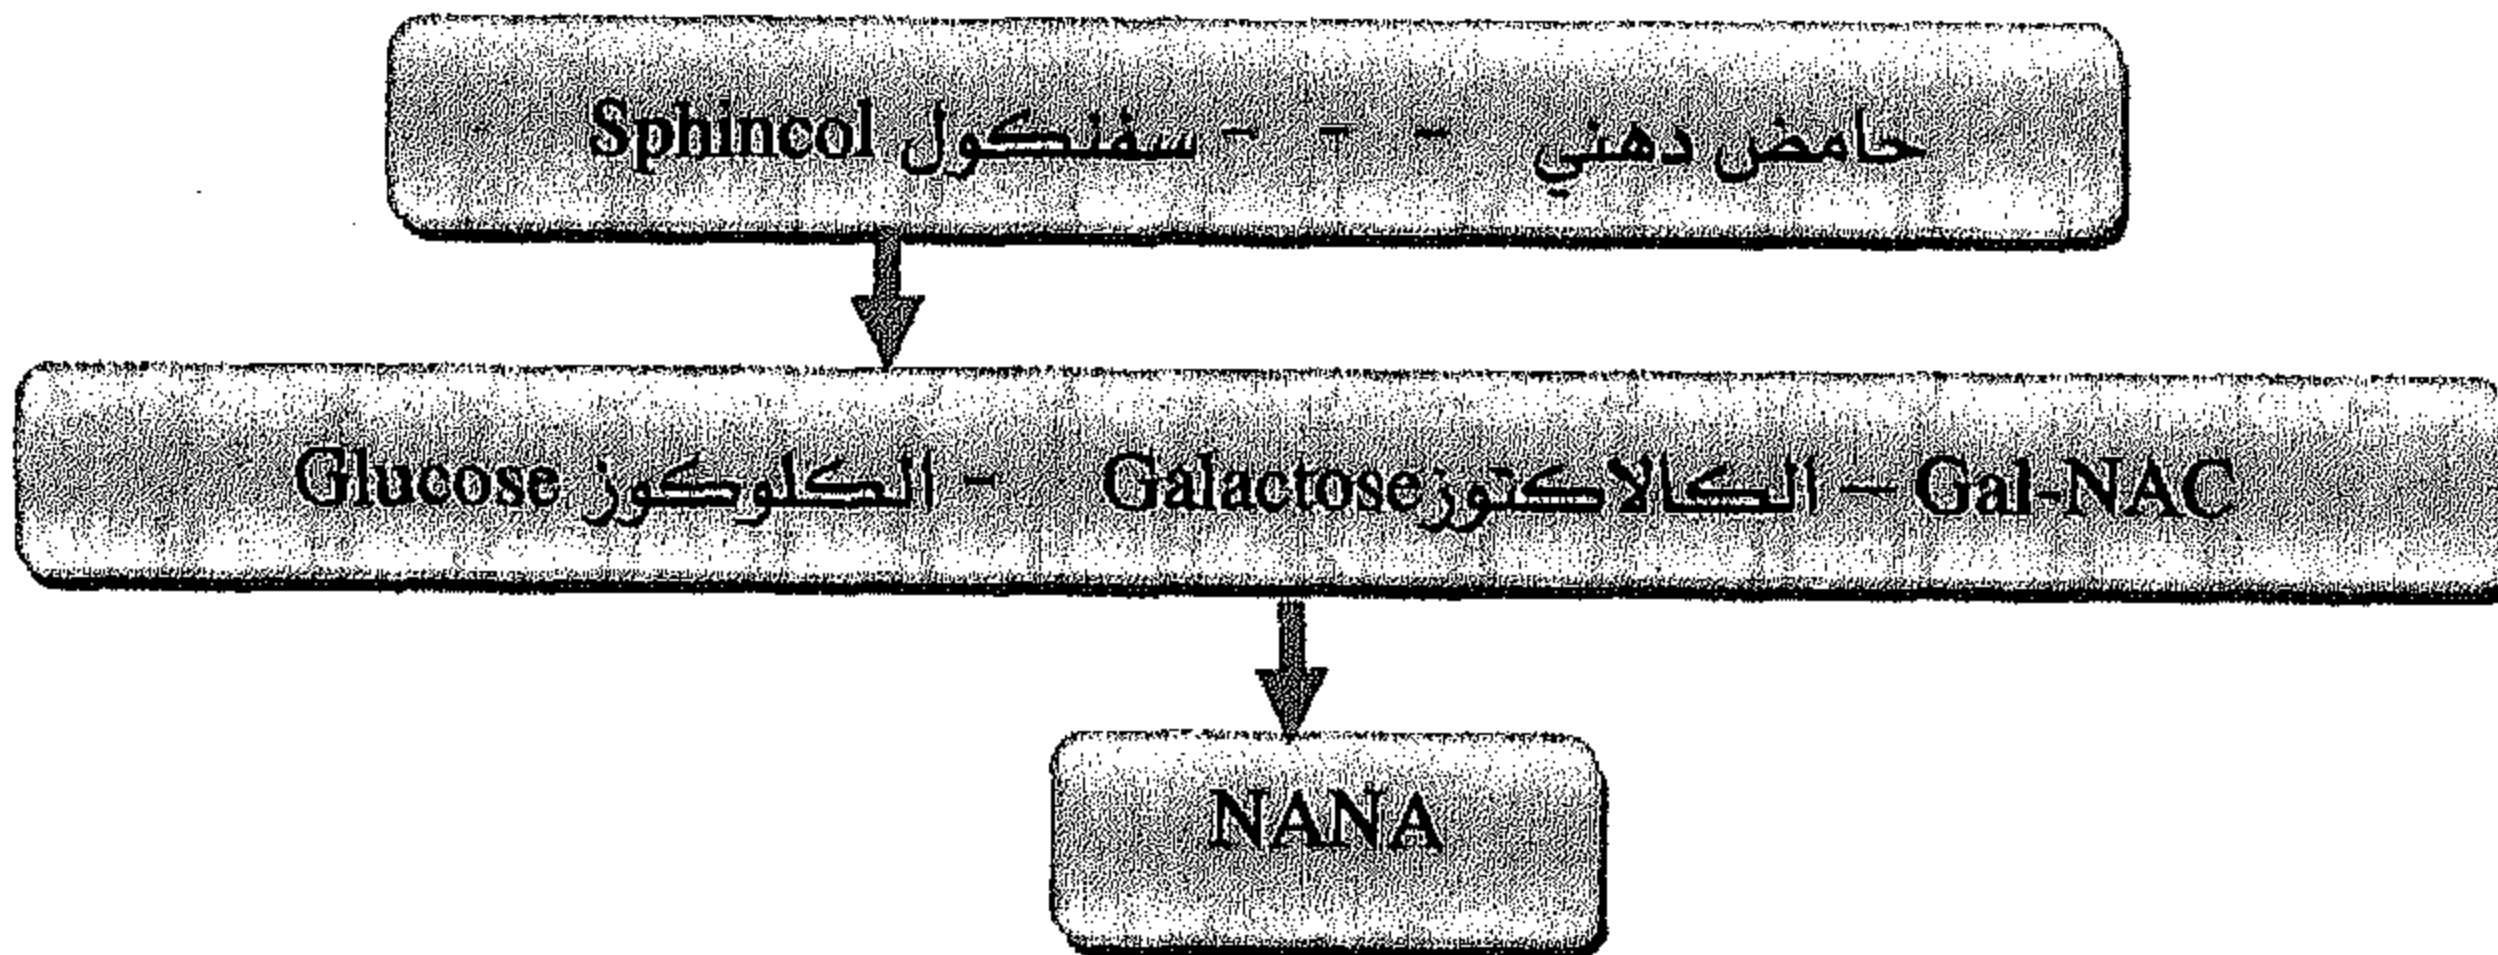 حامض دهني - - - سفنكول Sphincol
Gal-NAC – الكالاكتوز Galactose - الكلوكوز Glucose
NANA